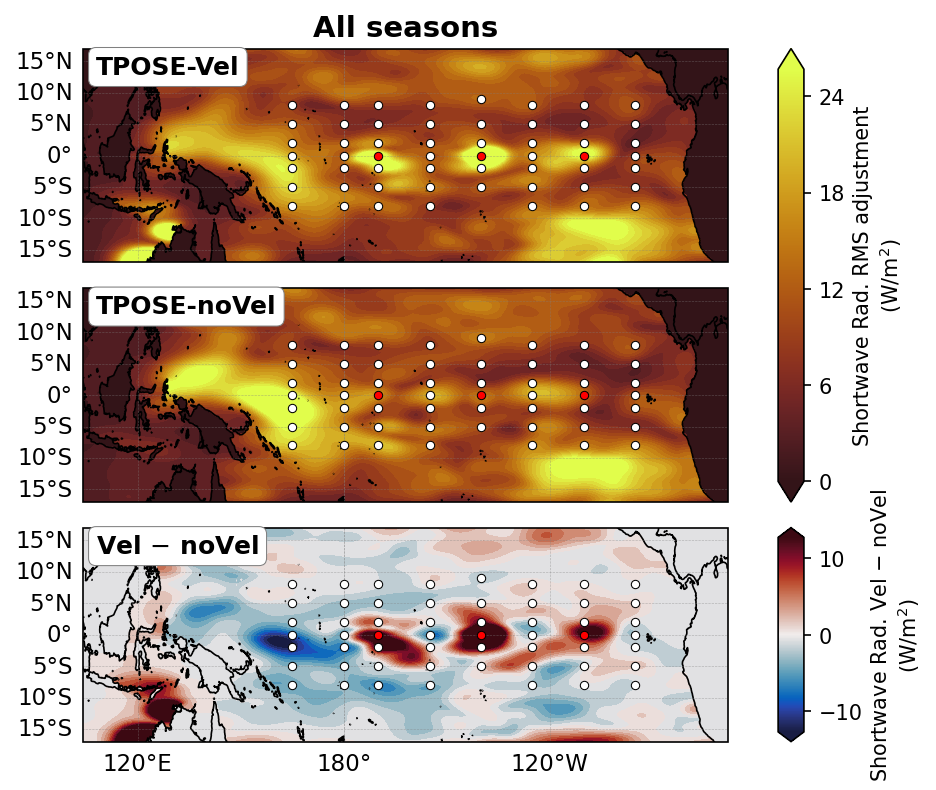 All seasons
TPOSE-Vel
15°N
10°N
5°N
0°
5°S
10°S
15°S
24
18
12
6
0
Shortwave Rad. RMS adjustment
(W/m²)
TPOSE-noVel
15°N
10°N
5°N
0°
5°S
10°S
15°S
Vel − noVel
15°N
10°N
5°N
0°
5°S
10°S
15°S
120°E
180°
120°W
10
0
−10
Shortwave Rad. Vel − noVel
(W/m²)